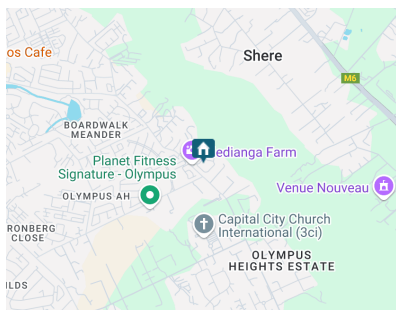 os Cafe
Shere
M6
BOARDWALK
MEANDER
edianga Farm
Planet Fitness
Signature - Olympus
Venue Nouveau
OLYMPUS AH
Capital City Church
International (3ci)
RONBERG
CLOSE
OLYMPUS
HEIGHTS ESTATE
ILDS